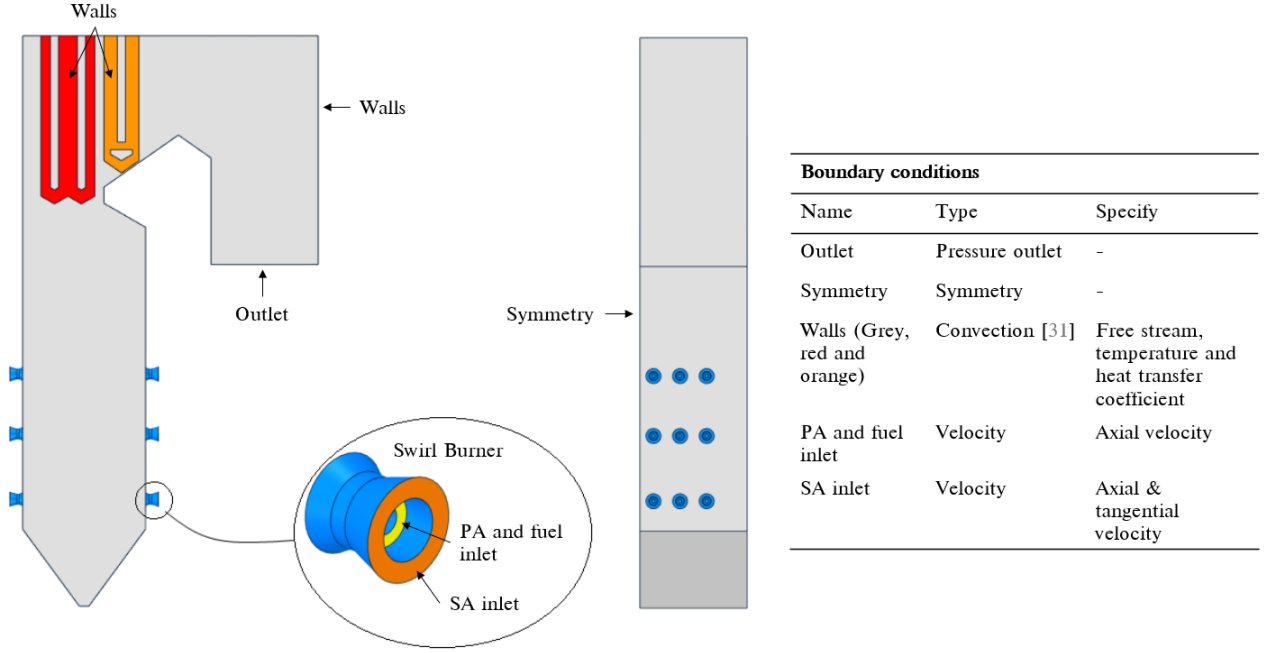 Walls
Walls
Outlet
Swirl Burner
PA and fuel
inlet
SA inlet
Symmetry
Boundary conditions
Name Type Specify
Outlet Pressure outlet -
Symmetry Symmetry -
Walls (Grey, Convection [31] Free stream,
red and temperature and
orange) heat transfer
coefficient
PA and fuel Velocity Axial velocity
inlet
SA inlet Velocity Axial &
tangential
velocity